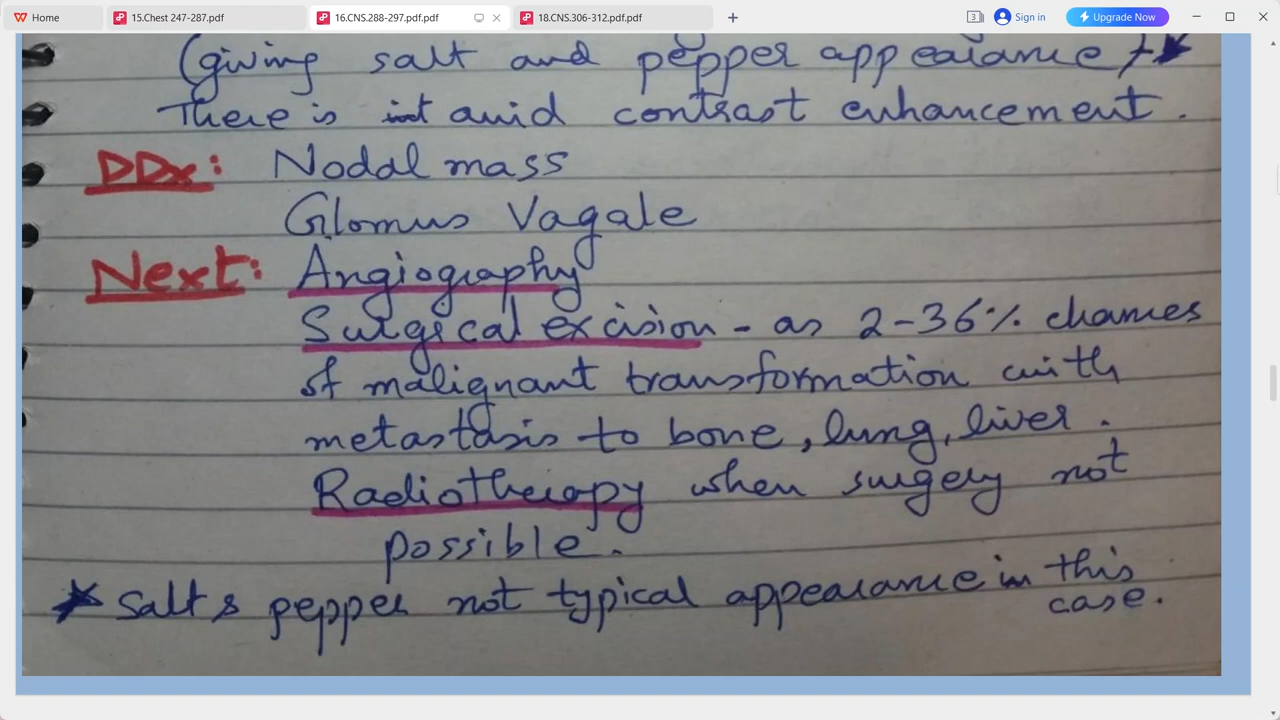 Home
15.Chest 247-287.pdf
16.CNS.288-297.pdf.pdf
18.CNS.306-312.pdf.pdf
3
Sign in
Upgrade Now
(giving salt and pepper appearance)
There is avid contrast enhancement.
DDx: Nodal mass
Glomus Vagale
Next: Angiography
Surgical excision - as 2-36% chances
of malignant transformation with
metastasis to bone, lung, liver.
Radiotherapy when surgery not
possible.
Salt & pepper not typical appearance in this
case.